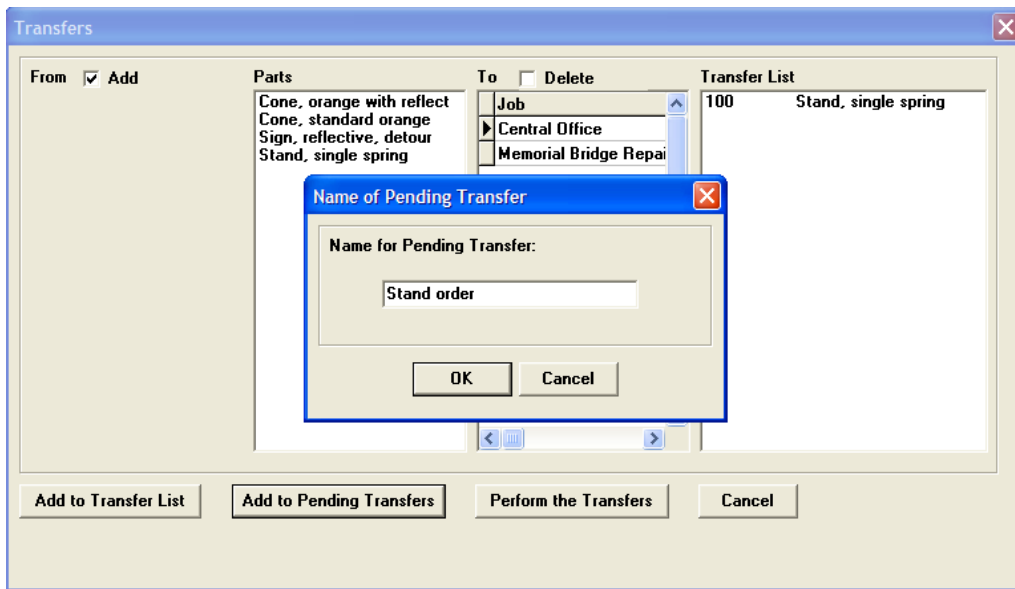 Transfers
From Add
Parts
To Delete
Transfer List
Cone, orange with reflect
Cone, standard orange
Sign, reflective, detour
Stand, single spring
Job
Central Office
Memorial Bridge Repai
100 Stand, single spring
Name of Pending Transfer
Name for Pending Transfer:
Stand order
OK
Cancel
Add to Transfer List
Add to Pending Transfers
Perform the Transfers
Cancel